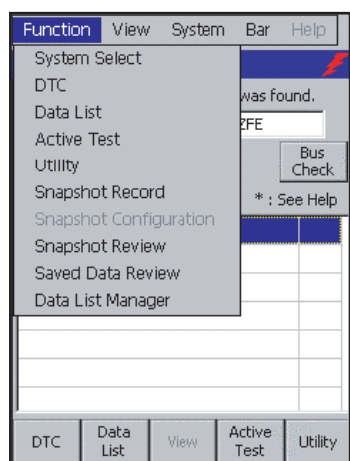 Function View System Bar Help
System Select
DTC
Data List
Active Test
Utility
Snapshot Record
Snapshot Configuration
Snapshot Review
Saved Data Review
Data List Manager
was found.
ZFE
Bus
Check
* : See Help
DTC
Data
List
View
Active
Test
Utility